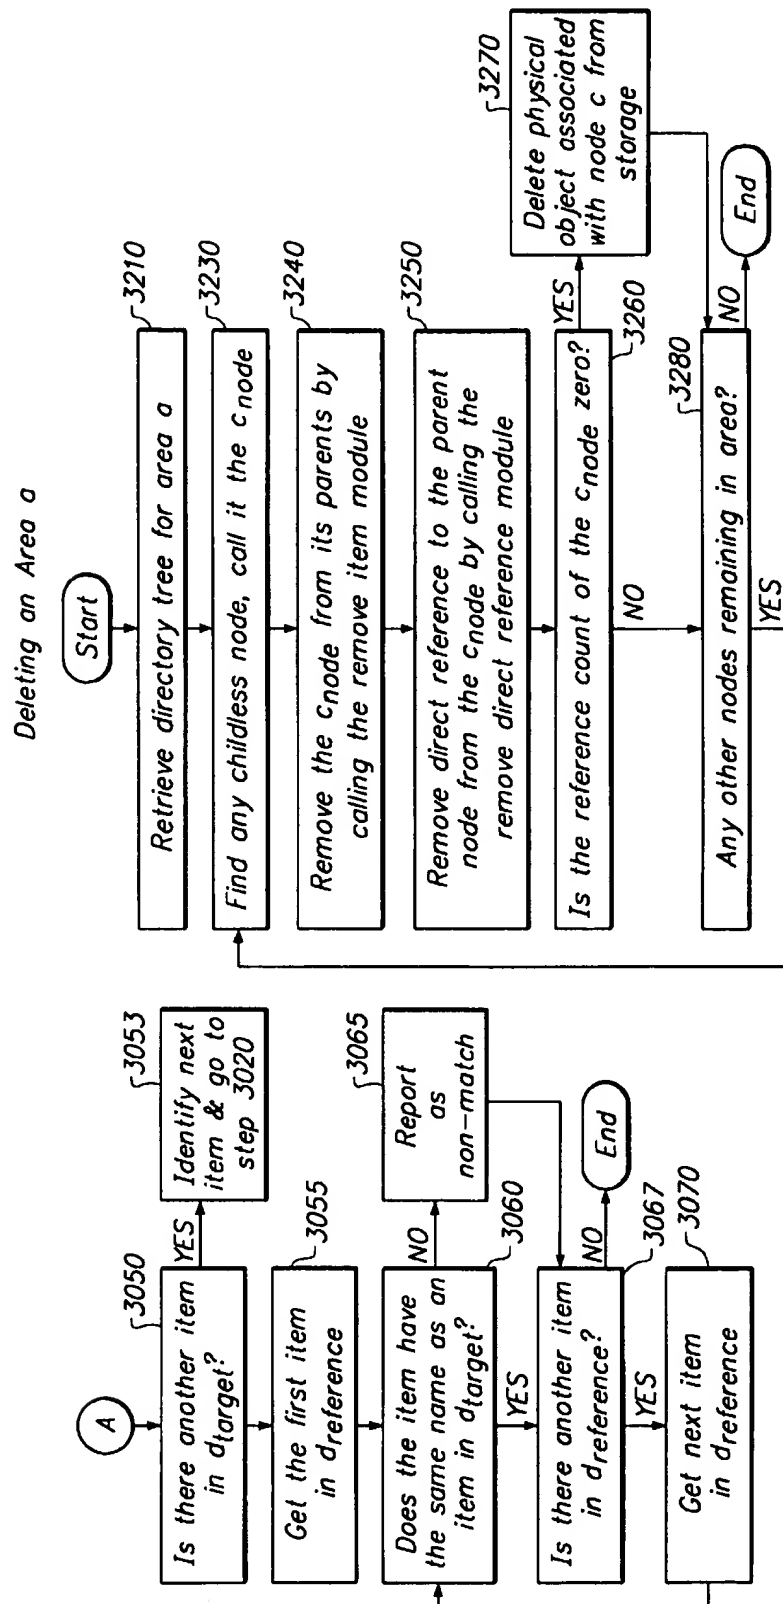 Deleting an Area a
Start
3210
Retrieve directory tree for area a
3230
Find any childless node, call it the cnode
3240
Remove the cnode from its parents by
calling the remove item module
3250
Remove direct reference to the parent
node from the cnode by calling the
remove direct reference module
Is the reference count of the cnode zero?
3260
YES
NO
3270
Delete physical
object associated
with node c from
storage
3280
Any other nodes remaining in area?
NO
YES
End
A
3050
Is there another item
in dtarget?
YES
3053
Identify next
item & go to
step 3020
3055
Get the first item
in dreference
Does the item have
the same name as an
item in dtarget?
3060
NO
YES
3065
Report
as
non-match
Is there another item
in dreference?
3067
NO
YES
End
3070
Get next item
in dreference